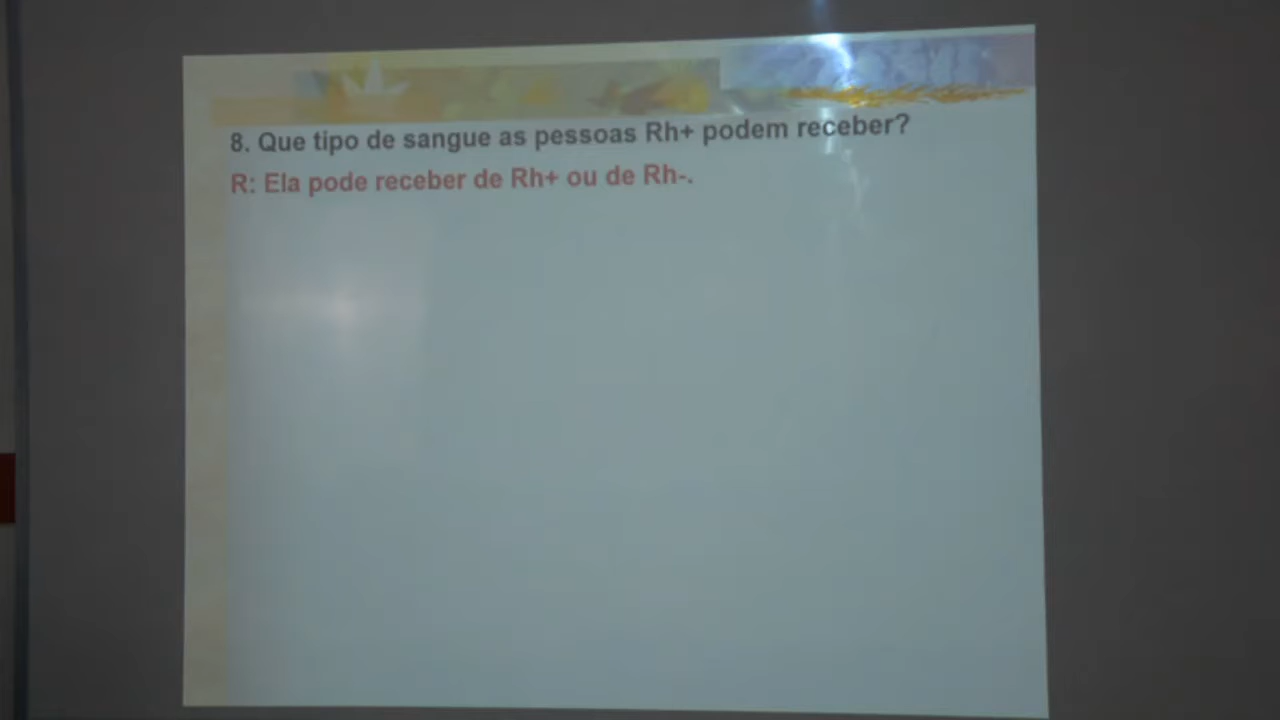 8. Que tipo de sangue as pessoas Rh+ podem receber?
R: Ela pode receber de Rh+ ou de Rh-.